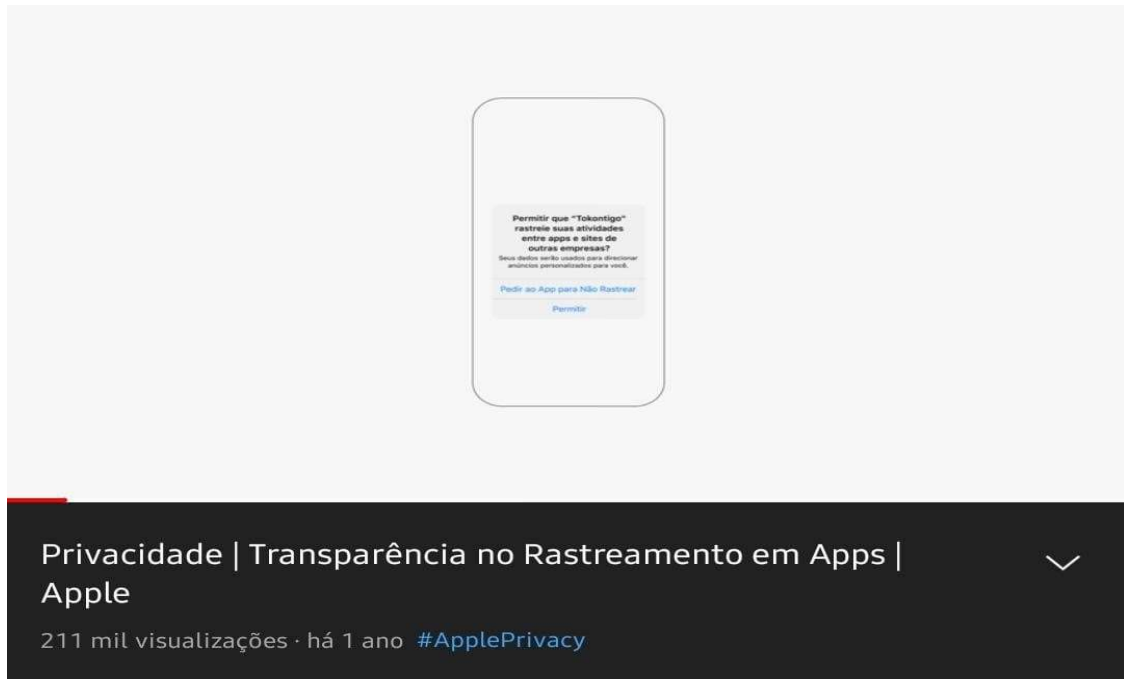 Permitir que “Tokontigo”
rastreie suas atividades
entre apps e sites de
outras empresas?
Seus dados serão usados para direcionar
anúncios personalizados para você.
Pedir ao App para Não Rastrear
Permitir
Privacidade | Transparência no Rastreamento em Apps |
Apple
211 mil visualizações · há 1 ano #ApplePrivacy